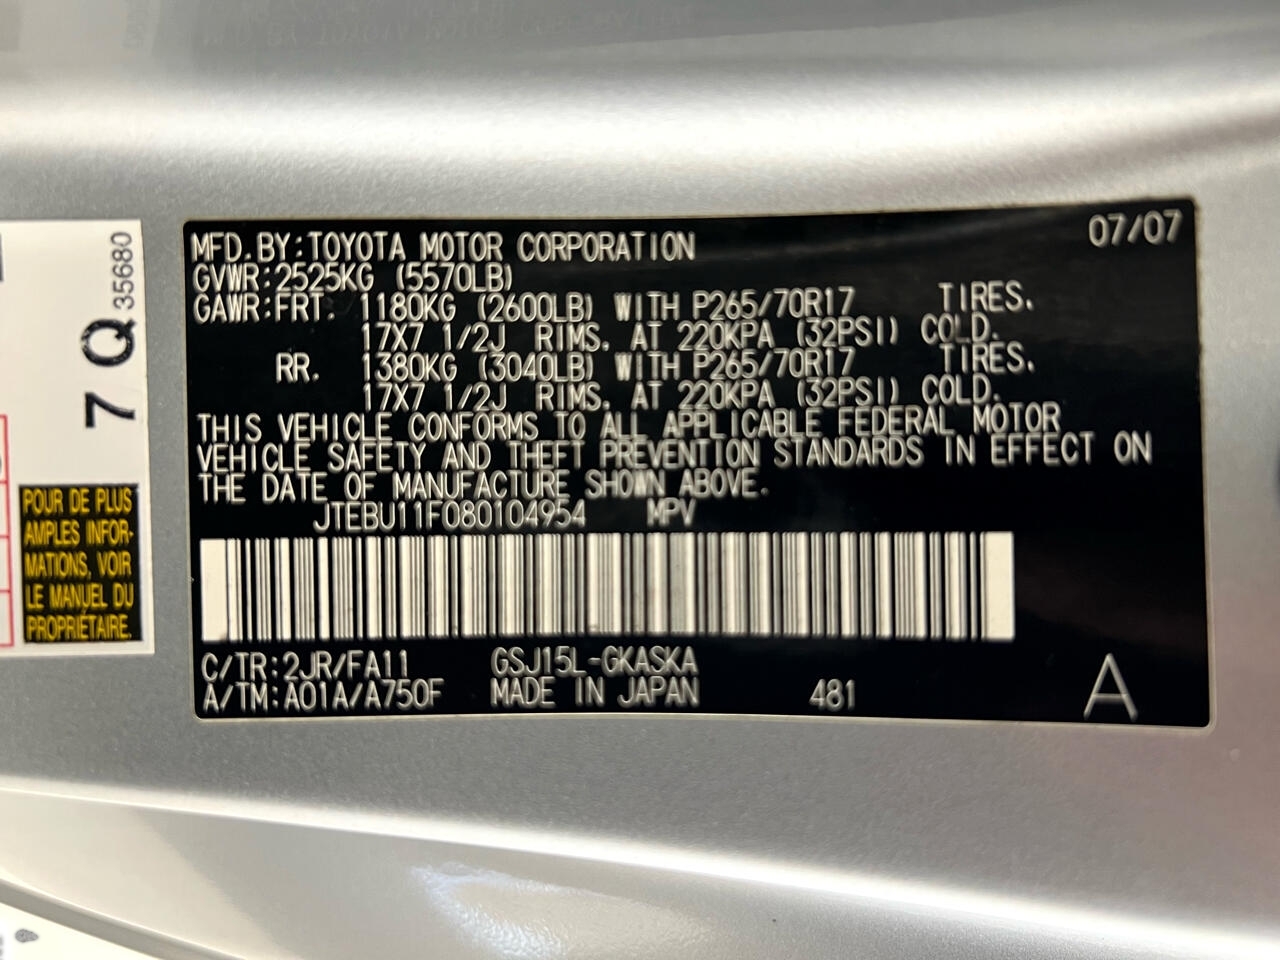 MFD. BY: TOYOTA MOTOR CORPORATION 07/07
GVWR: 2525KG (5570LB)
GAWR: FRT. 1180KG (2600LB) WITH P265/70R17 TIRES,
17X7 1/2J RIMS, AT 220KPA (32PSI) COLD.
RR. 1380KG (3040LB) WITH P265/70R17 TIRES,
17X7 1/2J RIMS, AT 220KPA (32PSI) COLD.
THIS VEHICLE CONFORMS TO ALL APPLICABLE FEDERAL MOTOR
VEHICLE SAFETY AND THEFT PREVENTION STANDARDS IN EFFECT ON
THE DATE OF MANUFACTURE SHOWN ABOVE.
JTEBU11F080104954 MPV
C/TR: 2JR/FA11 GSJ15L-GKASKA
A/TM: A01A/A750F MADE IN JAPAN 481 A
7 Q 35680
POUR DE PLUS
AMPLES INFOR-
MATIONS, VOIR
LE MANUEL DU
PROPRIÉTAIRE.